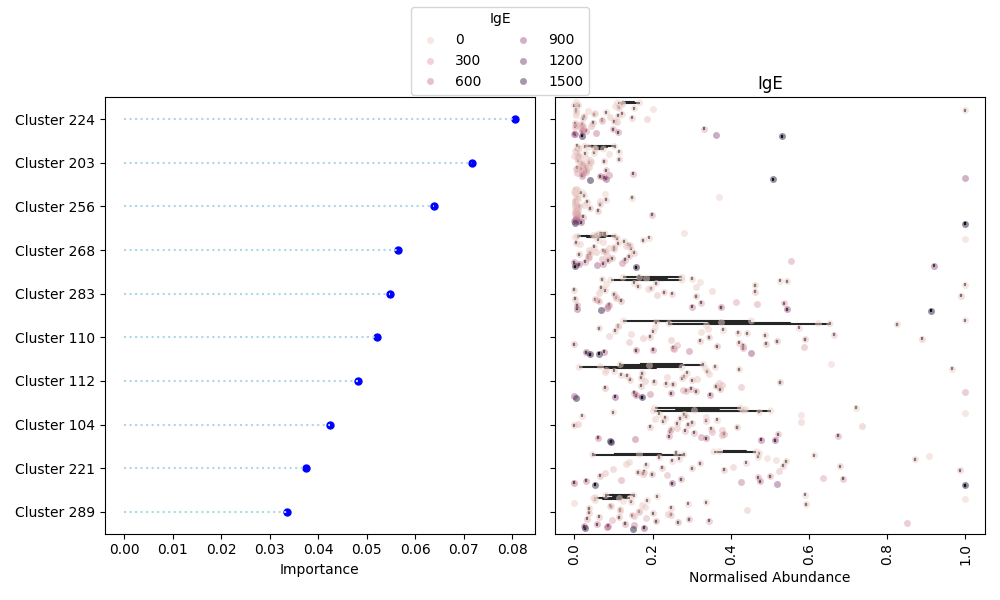 IgE
0 900
300 1200
600 1500
IgE
Cluster 224
Cluster 203
Cluster 256
Cluster 268
Cluster 283
Cluster 110
Cluster 112
Cluster 104
Cluster 221
Cluster 289
0.00 0.01 0.02 0.03 0.04 0.05 0.06 0.07 0.08
Importance
0.0 0.2 0.4 0.6 0.8 1.0
Normalised Abundance